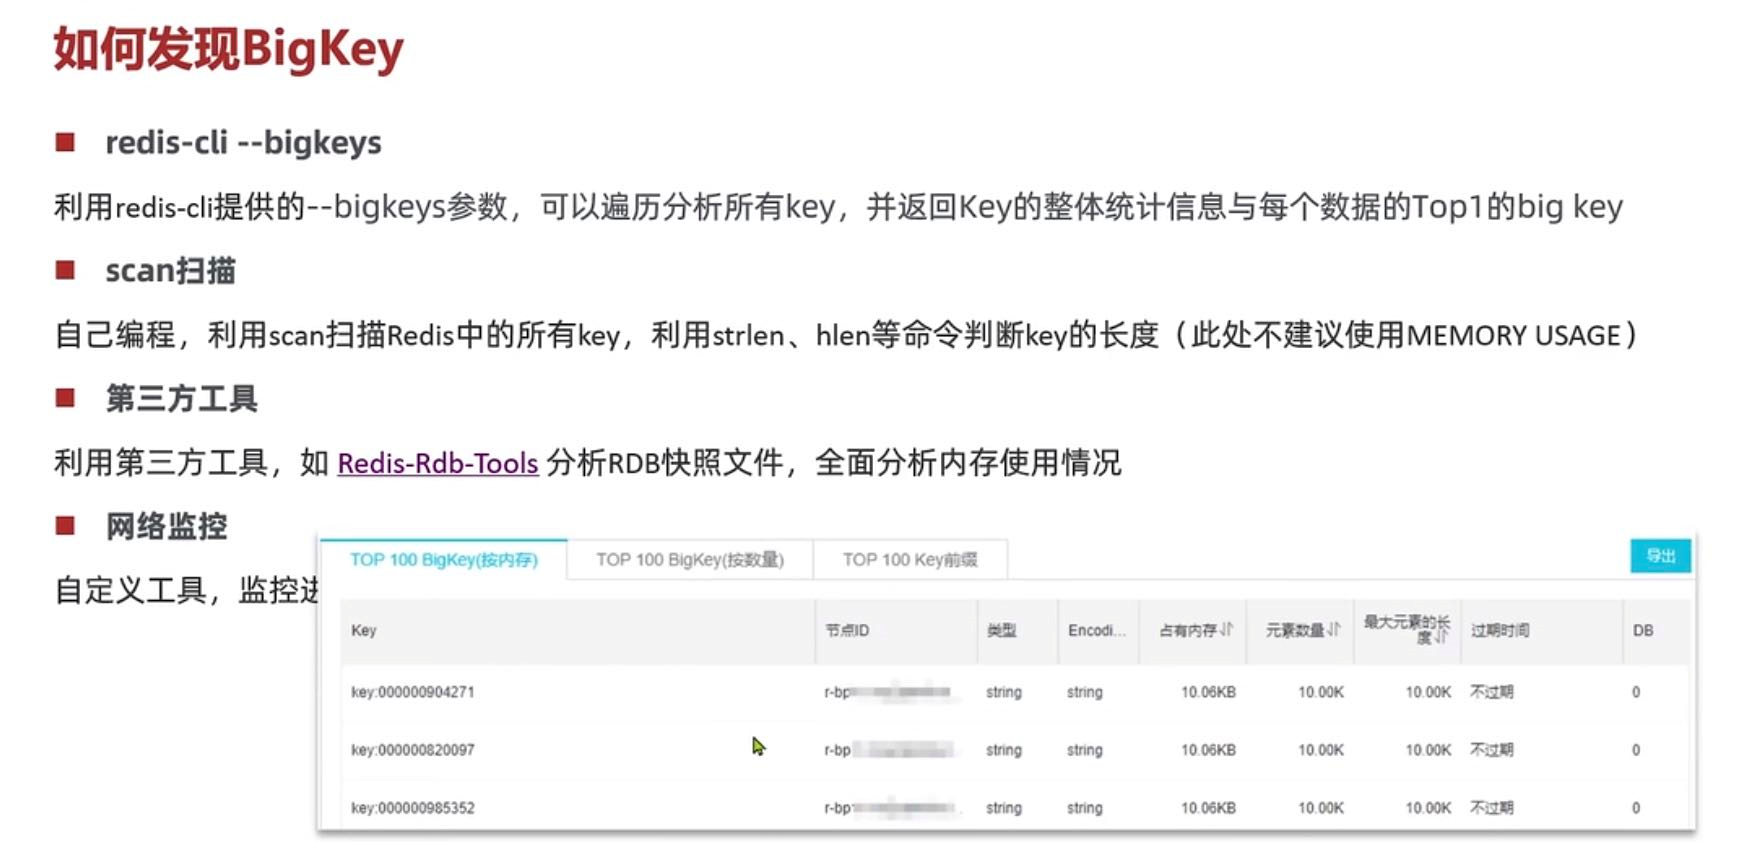 如何发现BigKey
redis-cli --bigkeys
利用redis-cli提供的--bigkeys参数，可以遍历分析所有key，并返回Key的整体统计信息与每个数据的Top1的big key
scan扫描
自己编程，利用scan扫描Redis中的所有key，利用strlen、hlen等命令判断key的长度（此处不建议使用MEMORY USAGE）
第三方工具
利用第三方工具，如 Redis-Rdb-Tools 分析RDB快照文件，全面分析内存使用情况
网络监控
自定义工具，监控进
TOP 100 BigKey(按内存) TOP 100 BigKey(按数量) TOP 100 Key前缀 导出
Key 节点ID 类型 Encodi... 占有内存 元素数量 最大元素的长度 过期时间 DB
key:000000904271 r-bp string string 10.06KB 10.00K 10.00K 不过期 0
key:000000820097 r-bp string string 10.06KB 10.00K 10.00K 不过期 0
key:000000985352 r-bp string string 10.06KB 10.00K 10.00K 不过期 0